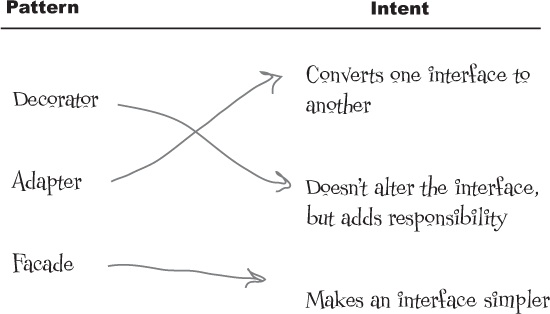 Pattern Intent
Decorator
Converts one interface to
another
Adapter
Doesn't alter the interface,
but adds responsibility
Facade
Makes an interface simpler